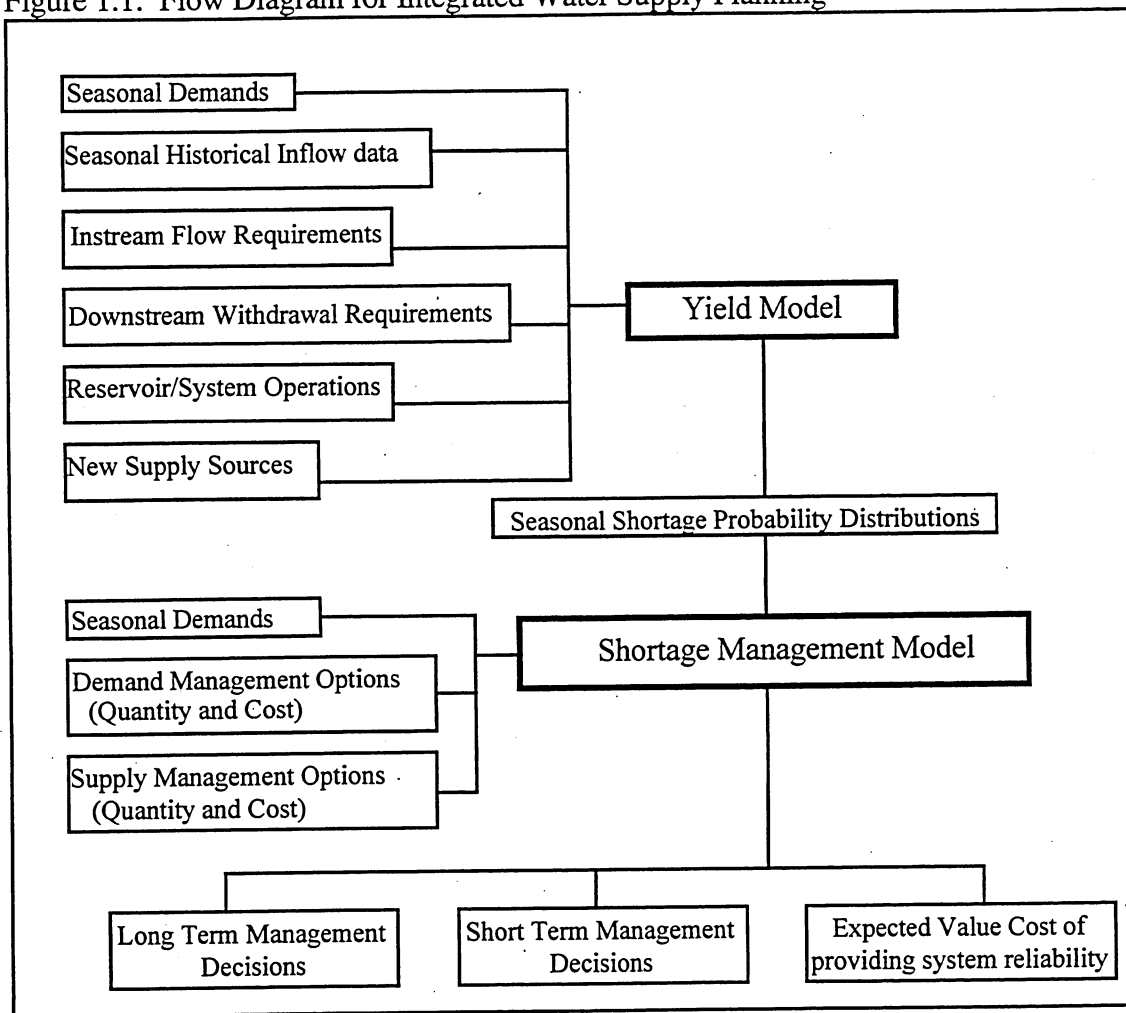 Figure 1.1. Flow Diagram for Integrated Water Supply Planning
Seasonal Demands
Seasonal Historical Inflow data
Instream Flow Requirements
Downstream Withdrawal Requirements
Reservoir/System Operations
New Supply Sources
Yield Model
Seasonal Shortage Probability Distributions
Seasonal Demands
Demand Management Options
(Quantity and Cost)
Supply Management Options
(Quantity and Cost)
Shortage Management Model
Long Term Management
Decisions
Short Term Management
Decisions
Expected Value Cost of
providing system reliability